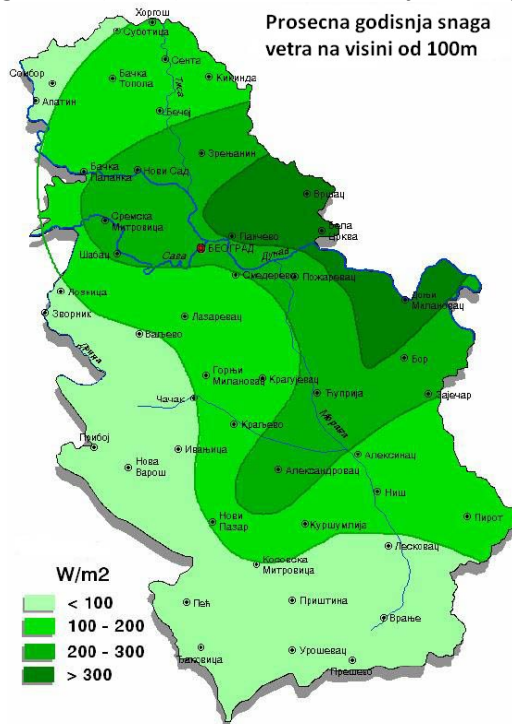 Prosecna godisnja snaga
vetra na visini od 100m
Хоргош
Суботица
Сента
Сомбор
Бачка
Топола
Кикинда
Апатин
Тиса
Бечеј
Зрењанин
Бачка
Паланка
Нови Сад
Вршац
Сремска
Митровица
Панчево
Бела
Црква
БЕОГРАД
Дунав
Шабац
Сава
Смедерево
Пожаревац
Лозница
Доњи
Милановац
Зворник
Лазаревац
Ваљево
Дрина
Бор
Горњи
Милановац
Крагујевац
Ћуприја
Зајечар
Чачак
Морава
Краљево
Прибој
Ивањица
Алексинац
Нова
Варош
Александровац
Ниш
Нови
Пазар
Куршумлија
Пирот
Лесковац
Косовска
Митровица
W/m2
< 100
100 - 200
200 - 300
> 300
Пећ
Приштина
Врање
Ђаковица
Урошевац
Прешево